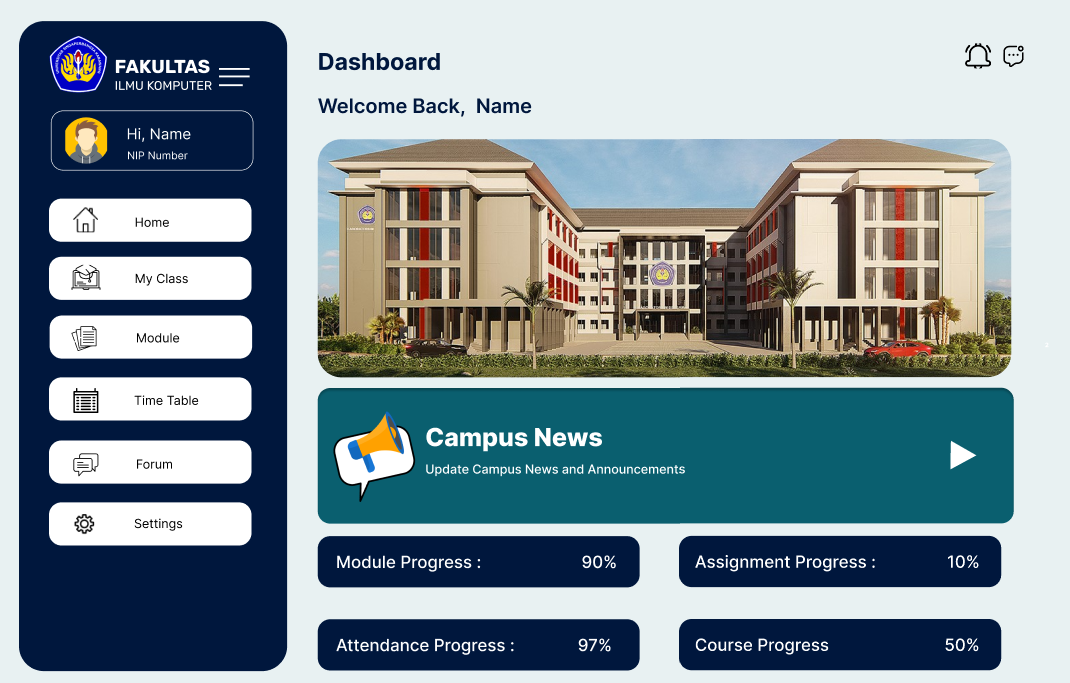 FAKULTAS
ILMU KOMPUTER
Hi, Name
NIP Number
Home
My Class
Module
Time Table
Forum
Settings
Dashboard
Welcome Back, Name
Campus News
Update Campus News and Announcements
Module Progress : 90%
Assignment Progress : 10%
Attendance Progress : 97%
Course Progress 50%